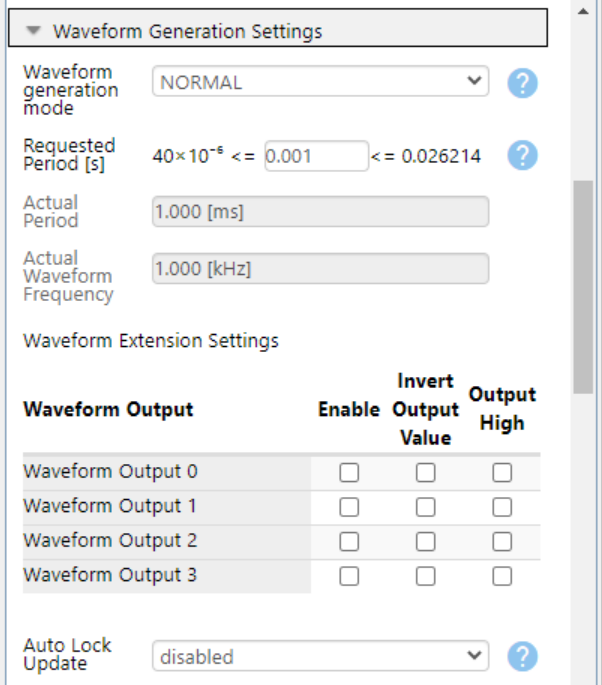 Waveform Generation Settings
Waveform
generation
mode
NORMAL
?
Requested
Period [s]
40×10⁻⁶ <= 0.001 <= 0.026214
?
Actual
Period
1.000 [ms]
Actual
Waveform
Frequency
1.000 [kHz]
Waveform Extension Settings
Waveform Output
Enable
Invert
Output
Value
Output
High
Waveform Output 0
Waveform Output 1
Waveform Output 2
Waveform Output 3
Auto Lock
Update
disabled
?